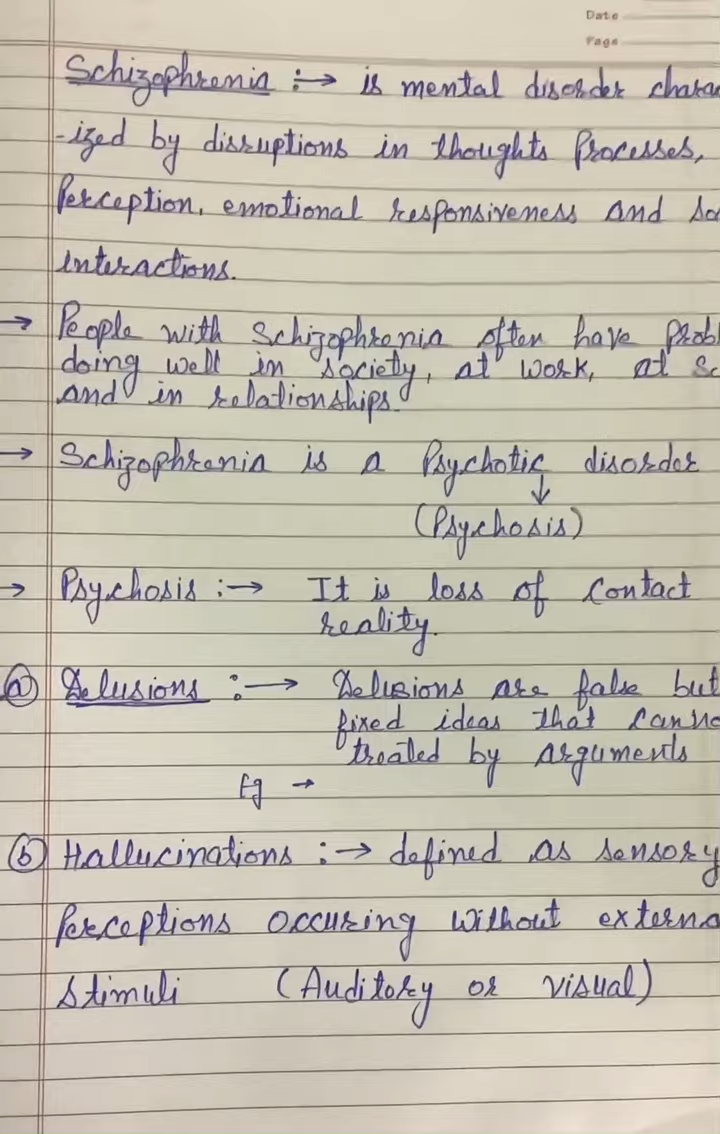 Date
Page
Schizophrenia :→ is mental disorder charac
-ized by disruptions in thoughts Processes,
Perception, emotional responsiveness and so
interactions.
→ People with Schizophrenia often have Probl
doing well in society, at work, at Sc
and in relationships.
→ Schizophrenia is a Psychotic disorder
↓
(Psychosis)
→ Psychosis :→ It is loss of Contact
reality.
(a) Delusions :→ Delusions are false but
fixed ideas that canno
treated by arguments
Eg →
(b) Hallucinations :→ defined as sensory
Perceptions occuring without externa
stimuli (Auditory or visual)